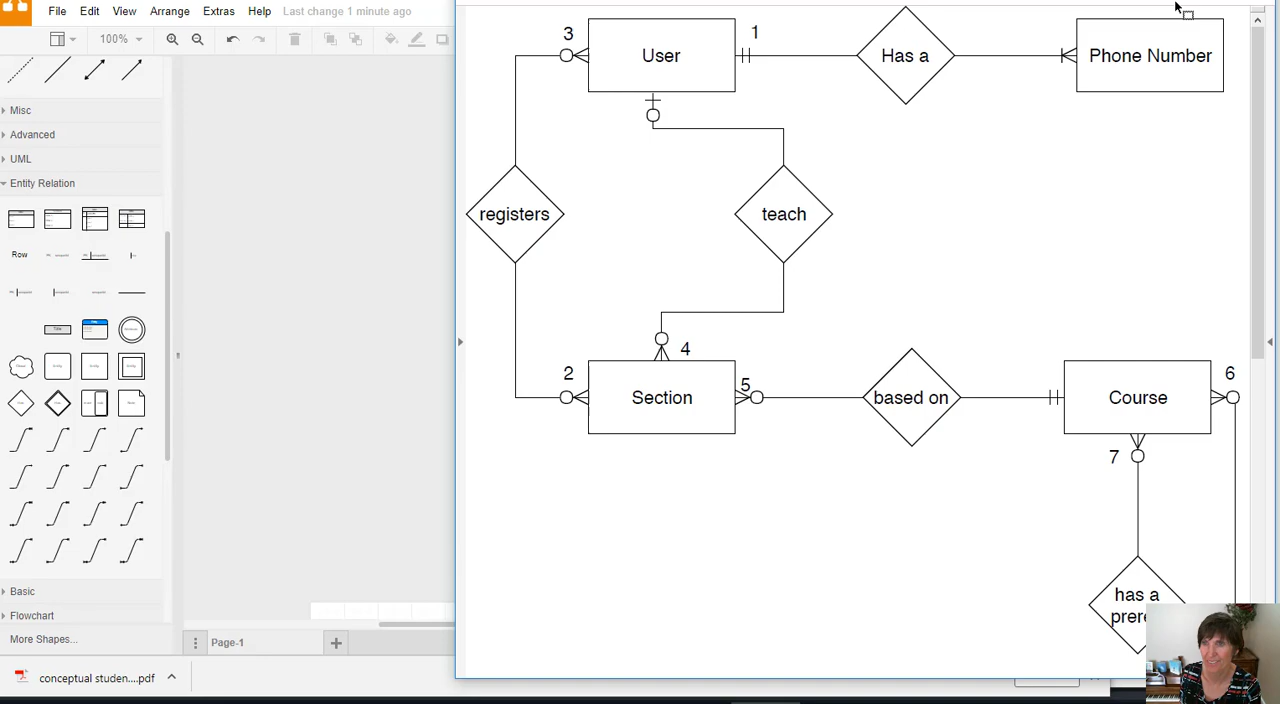 File Edit View Arrange Extras Help Last change 1 minute ago
100%
Misc
Advanced
UML
Entity Relation
Row
Title
Basic
Flowchart
More Shapes...
Page-1
conceptual studen....pdf
3
User
1
Has a
Phone Number
registers
teach
4
2
Section
5
based on
Course
6
7
has a